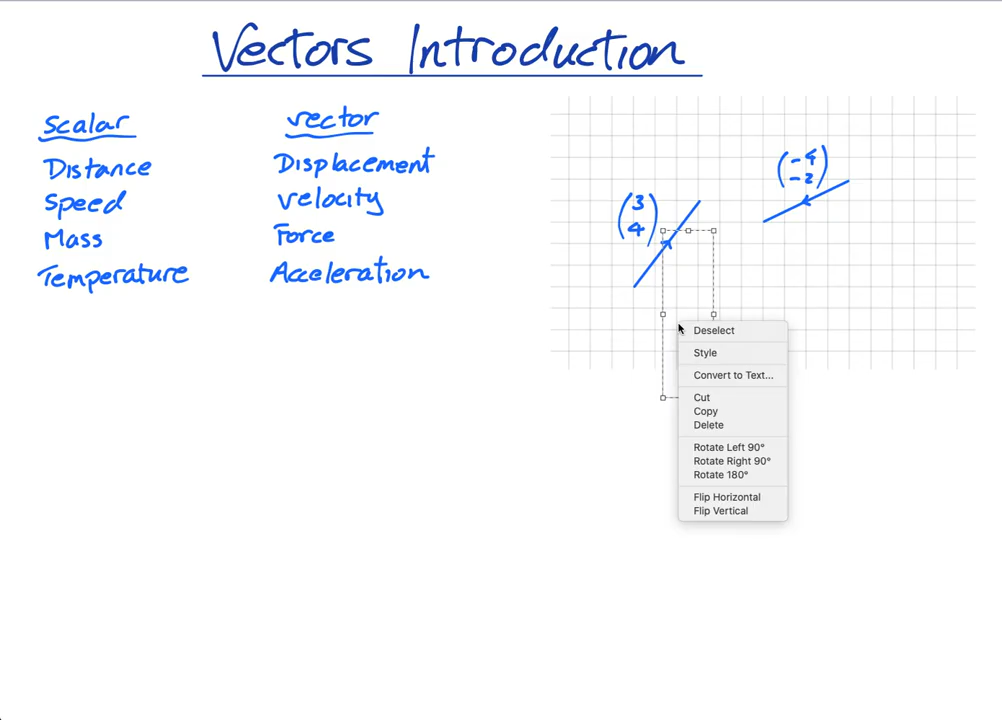 Vectors Introduction
Scalar
Distance
Speed
Mass
Temperature
vector
Displacement
velocity
Force
Acceleration
(3
4)
(-4
-2)
Deselect
Style
Convert to Text...
Cut
Copy
Delete
Rotate Left 90°
Rotate Right 90°
Rotate 180°
Flip Horizontal
Flip Vertical